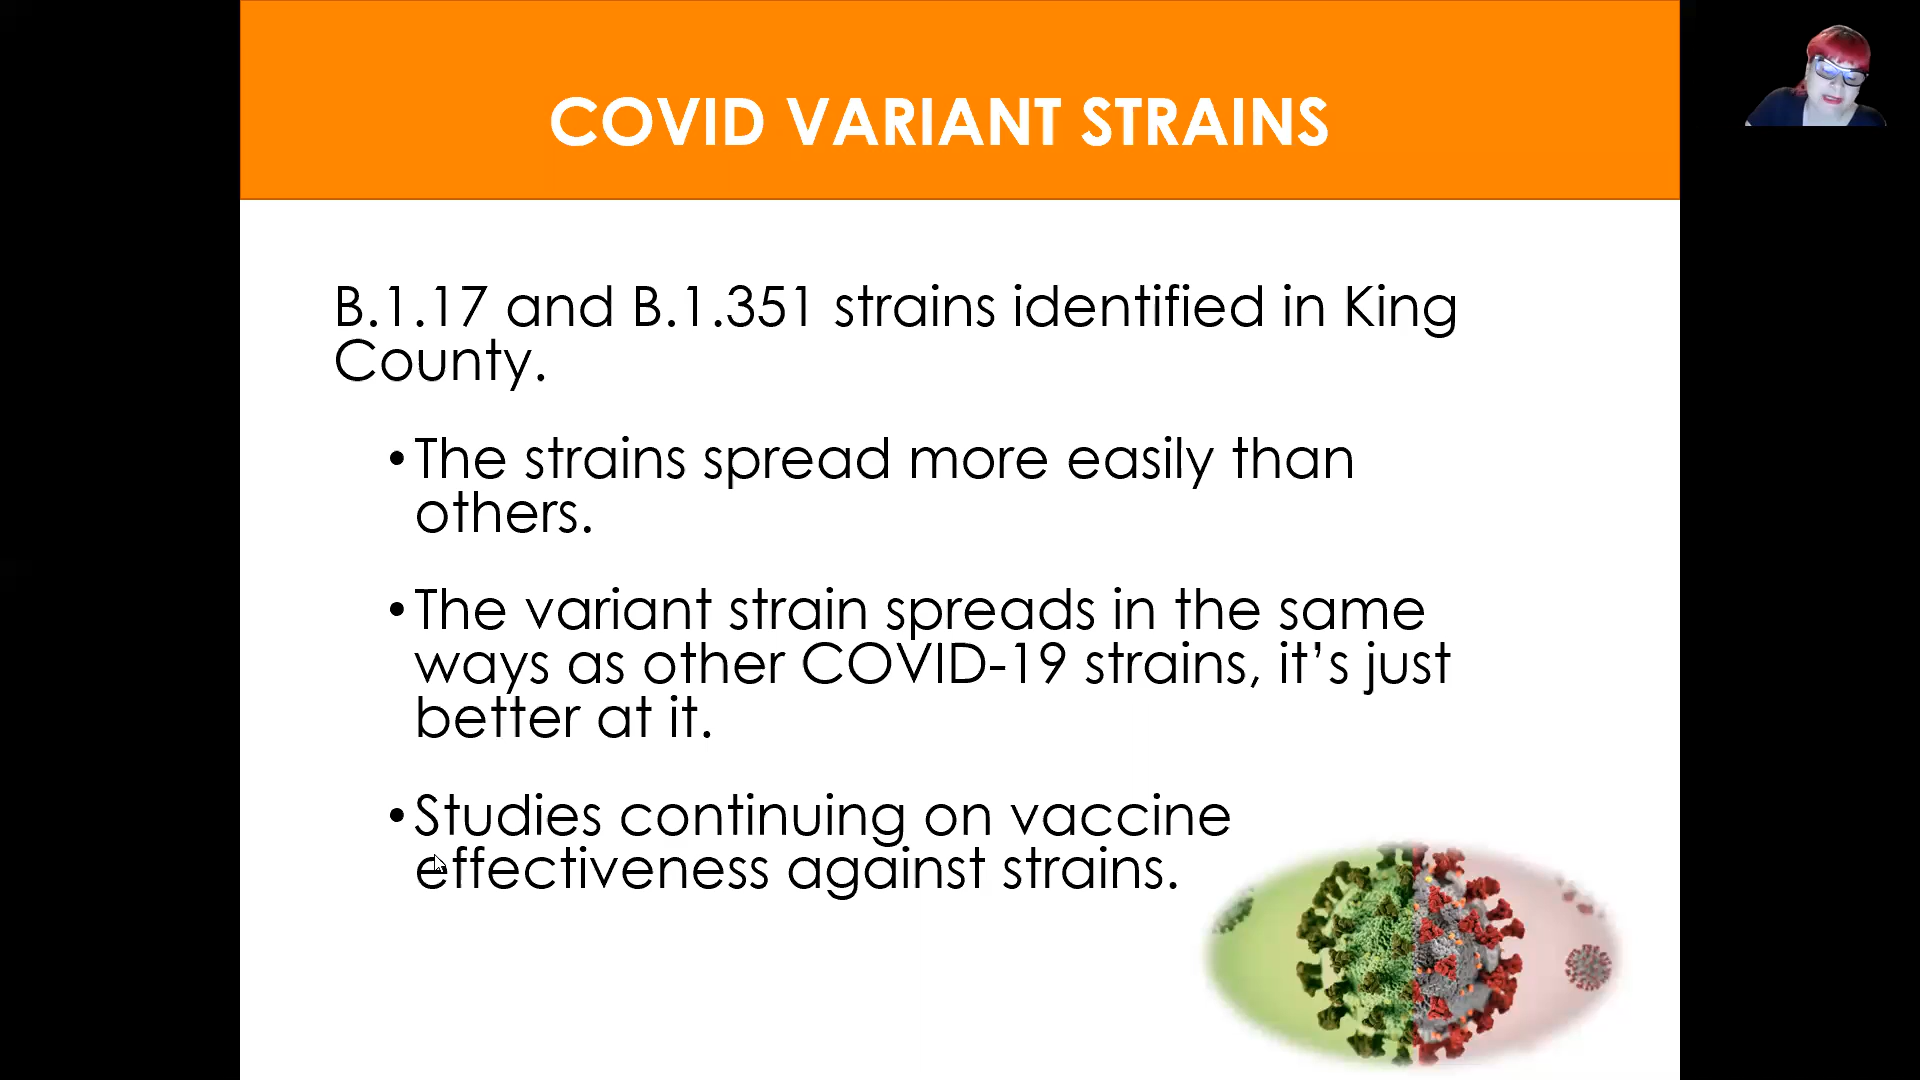 COVID VARIANT STRAINS
B.1.17 and B.1.351 strains identified in King
County.
•The strains spread more easily than
others.
•The variant strain spreads in the same
ways as other COVID-19 strains, it’s just
better at it.
•Studies continuing on vaccine
effectiveness against strains.